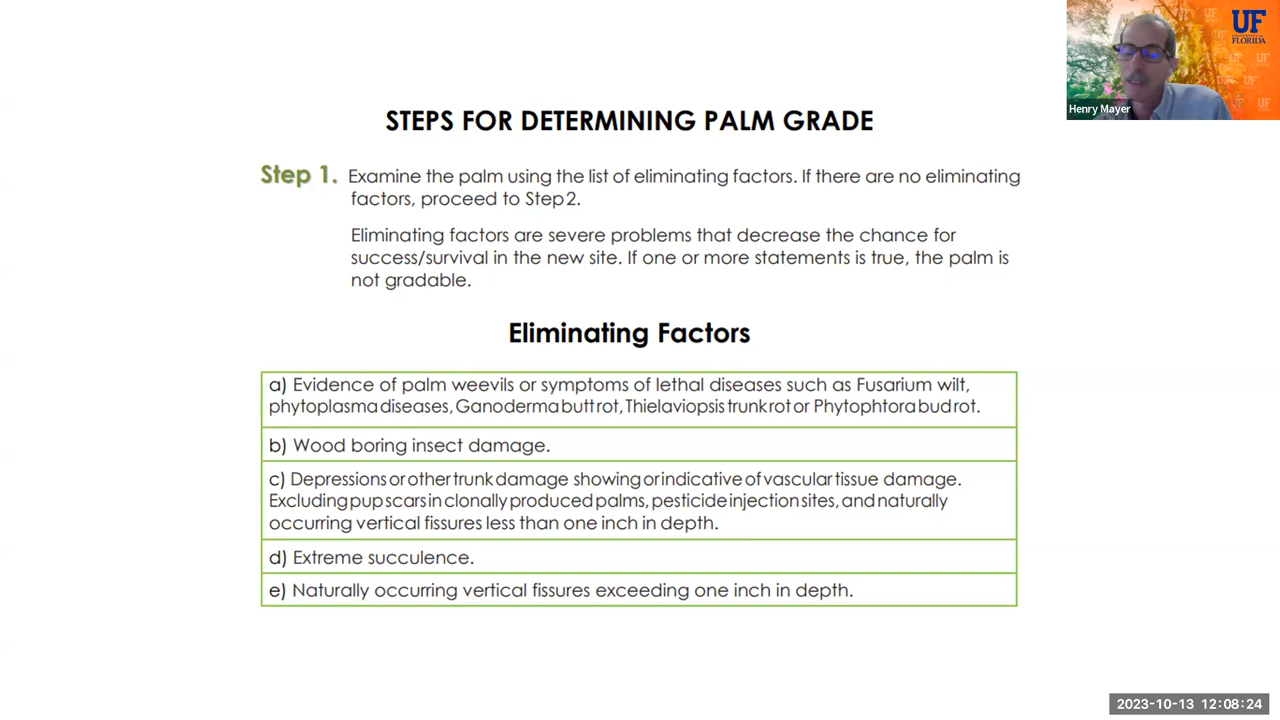 UF
UNIVERSITY of
FLORIDA
Henry Mayer
STEPS FOR DETERMINING PALM GRADE
Step 1. Examine the palm using the list of eliminating factors. If there are no eliminating
factors, proceed to Step 2.
Eliminating factors are severe problems that decrease the chance for
success/survival in the new site. If one or more statements is true, the palm is
not gradable.
Eliminating Factors
a) Evidence of palm weevils or symptoms of lethal diseases such as Fusarium wilt,
phytoplasma diseases, Ganoderma butt rot, Thielaviopsis trunk rot or Phytophtora bud rot.
b) Wood boring insect damage.
c) Depressions or other trunk damage showing or indicative of vascular tissue damage.
Excluding pup scars in clonally produced palms, pesticide injection sites, and naturally
occurring vertical fissures less than one inch in depth.
d) Extreme succulence.
e) Naturally occurring vertical fissures exceeding one inch in depth.
2023-10-13 12:08:24